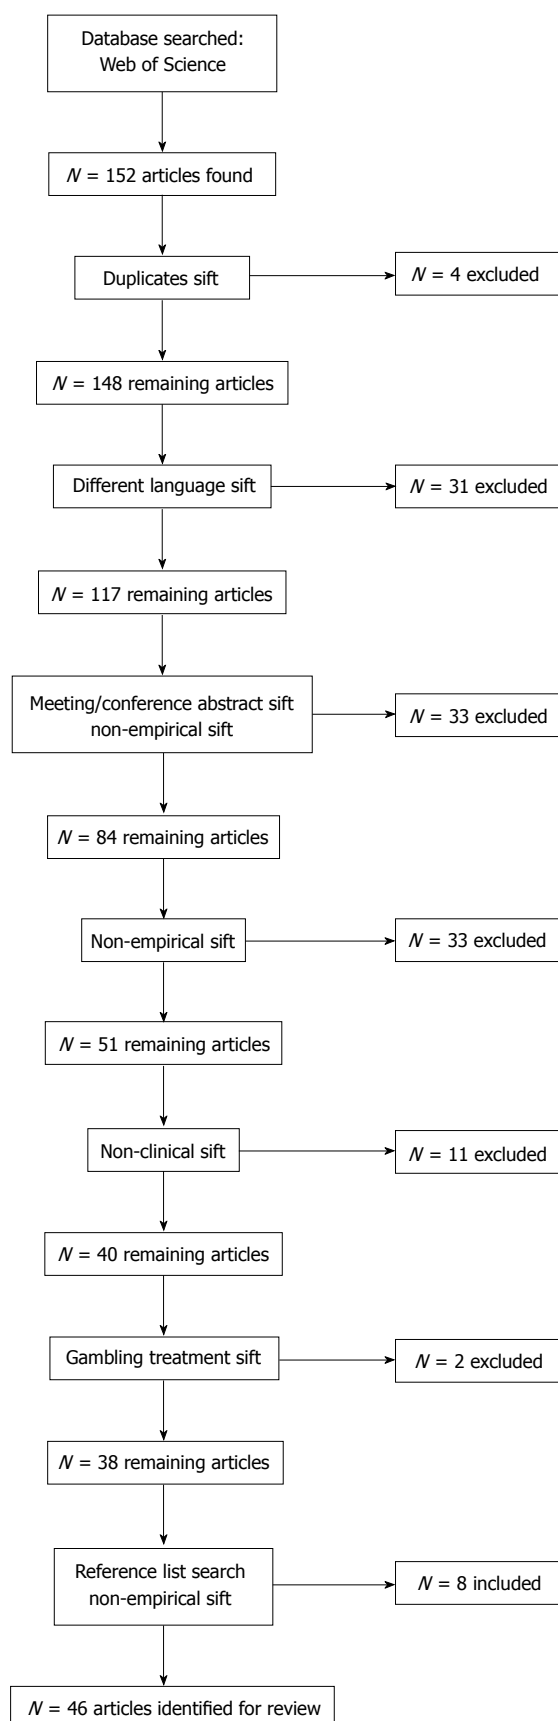 Database searched:
Web of Science
N = 152 articles found
Duplicates sift
N = 4 excluded
N = 148 remaining articles
Different language sift
N = 31 excluded
N = 117 remaining articles
Meeting/conference abstract sift
non-empirical sift
N = 33 excluded
N = 84 remaining articles
Non-empirical sift
N = 33 excluded
N = 51 remaining articles
Non-clinical sift
N = 11 excluded
N = 40 remaining articles
Gambling treatment sift
N = 2 excluded
N = 38 remaining articles
Reference list search
non-empirical sift
N = 8 included
N = 46 articles identified for review